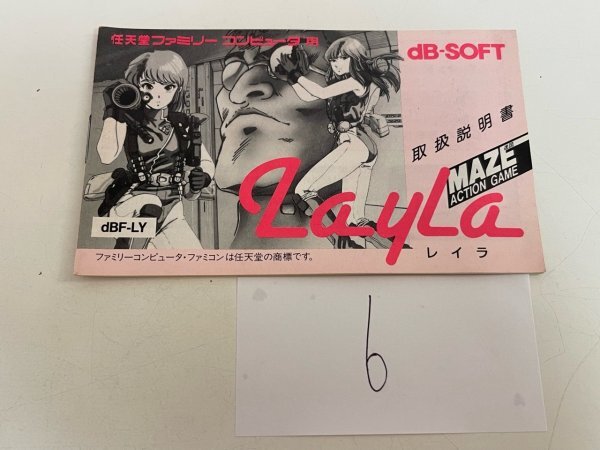 任天堂ファミリーコンピュータ用
dB-SOFT
取扱説明書
MAZE
ACTION GAME
LayLa
レイラ
dBF-LY
ファミリーコンピュータ・ファミコンは任天堂の商標です。
6